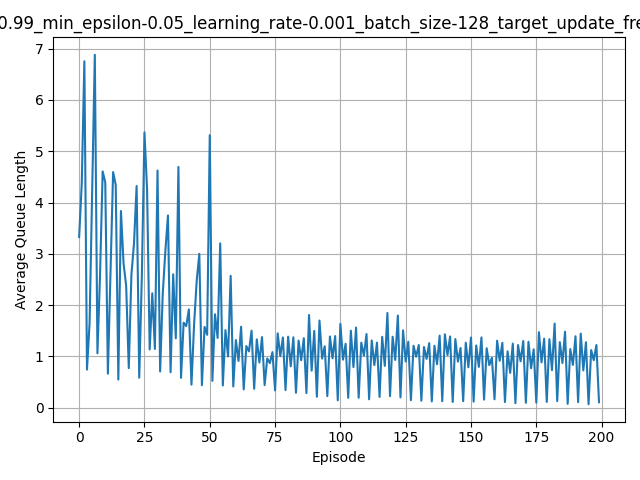 0.99_min_epsilon-0.05_learning_rate-0.001_batch_size-128_target_update_fre
7
6
5
4
3
2
1
0
Average Queue Length
0 25 50 75 100 125 150 175 200
Episode